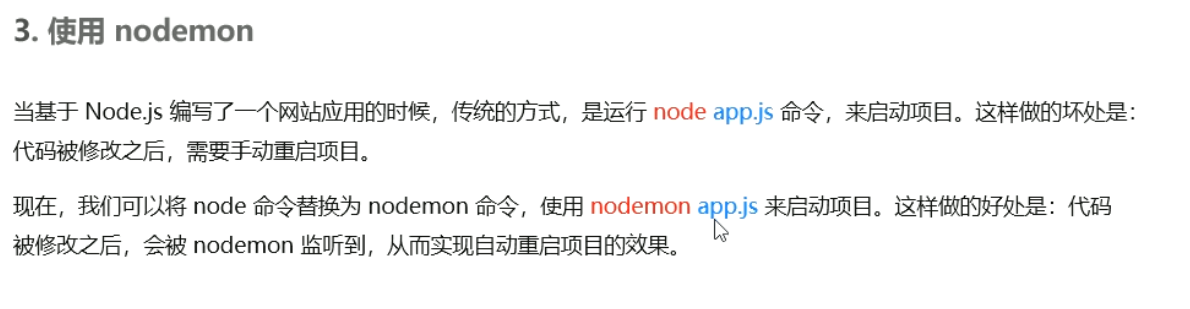 3. 使用 nodemon
当基于 Node.js 编写了一个网站应用的时候，传统的方式，是运行 node app.js 命令，来启动项目。这样做的坏处是：
代码被修改之后，需要手动重启项目。
现在，我们可以将 node 命令替换为 nodemon 命令，使用 nodemon app.js 来启动项目。这样做的好处是：代码
被修改之后，会被 nodemon 监听到，从而实现自动重启项目的效果。